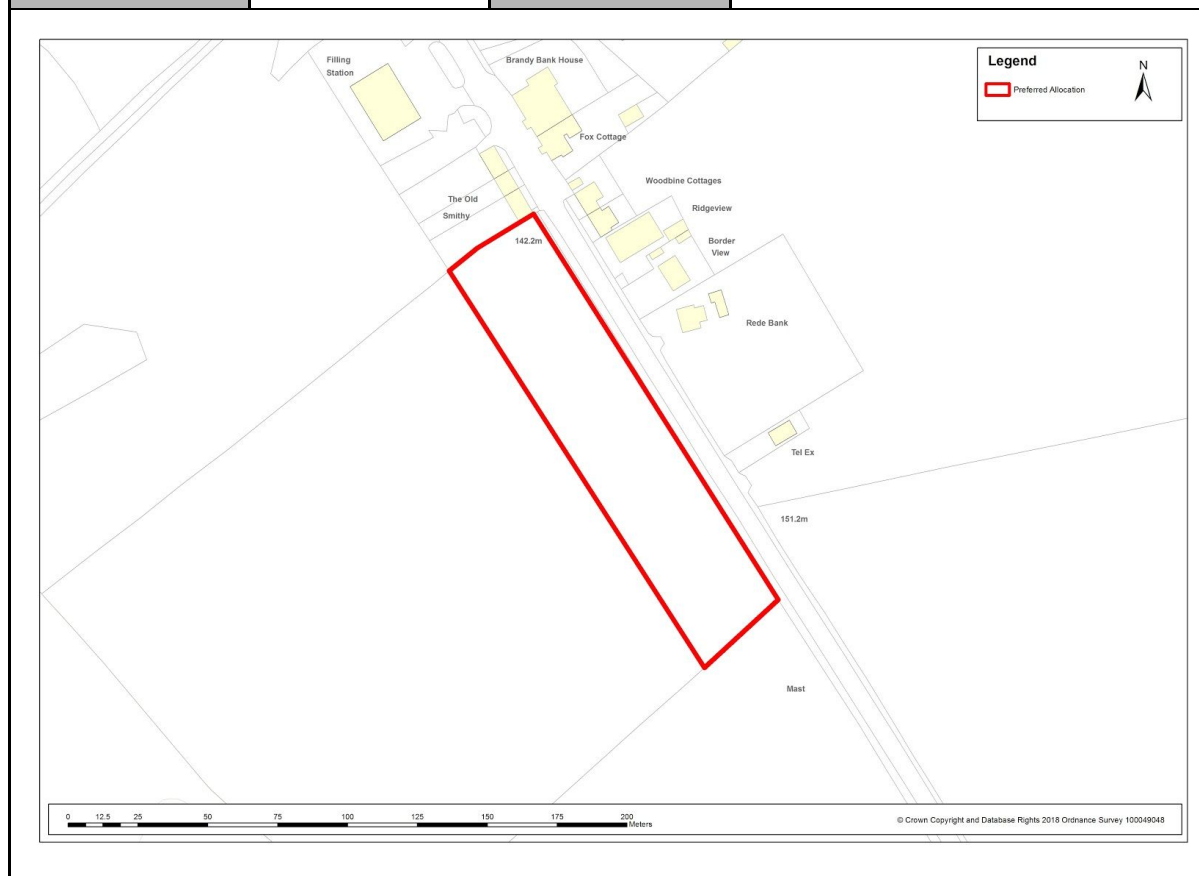 Legend
N
Preferred Allocation
Filling
Station
Brandy Bank House
Fox Cottage
Woodbine Cottages
The Old
Smithy
Ridgeview
142.2m
Border
View
Rede Bank
Tel Ex
151.2m
Mast
0 12.5 25 50 75 100 125 150 175 200
Meters
© Crown Copyright and Database Rights 2018 Ordnance Survey 100049048